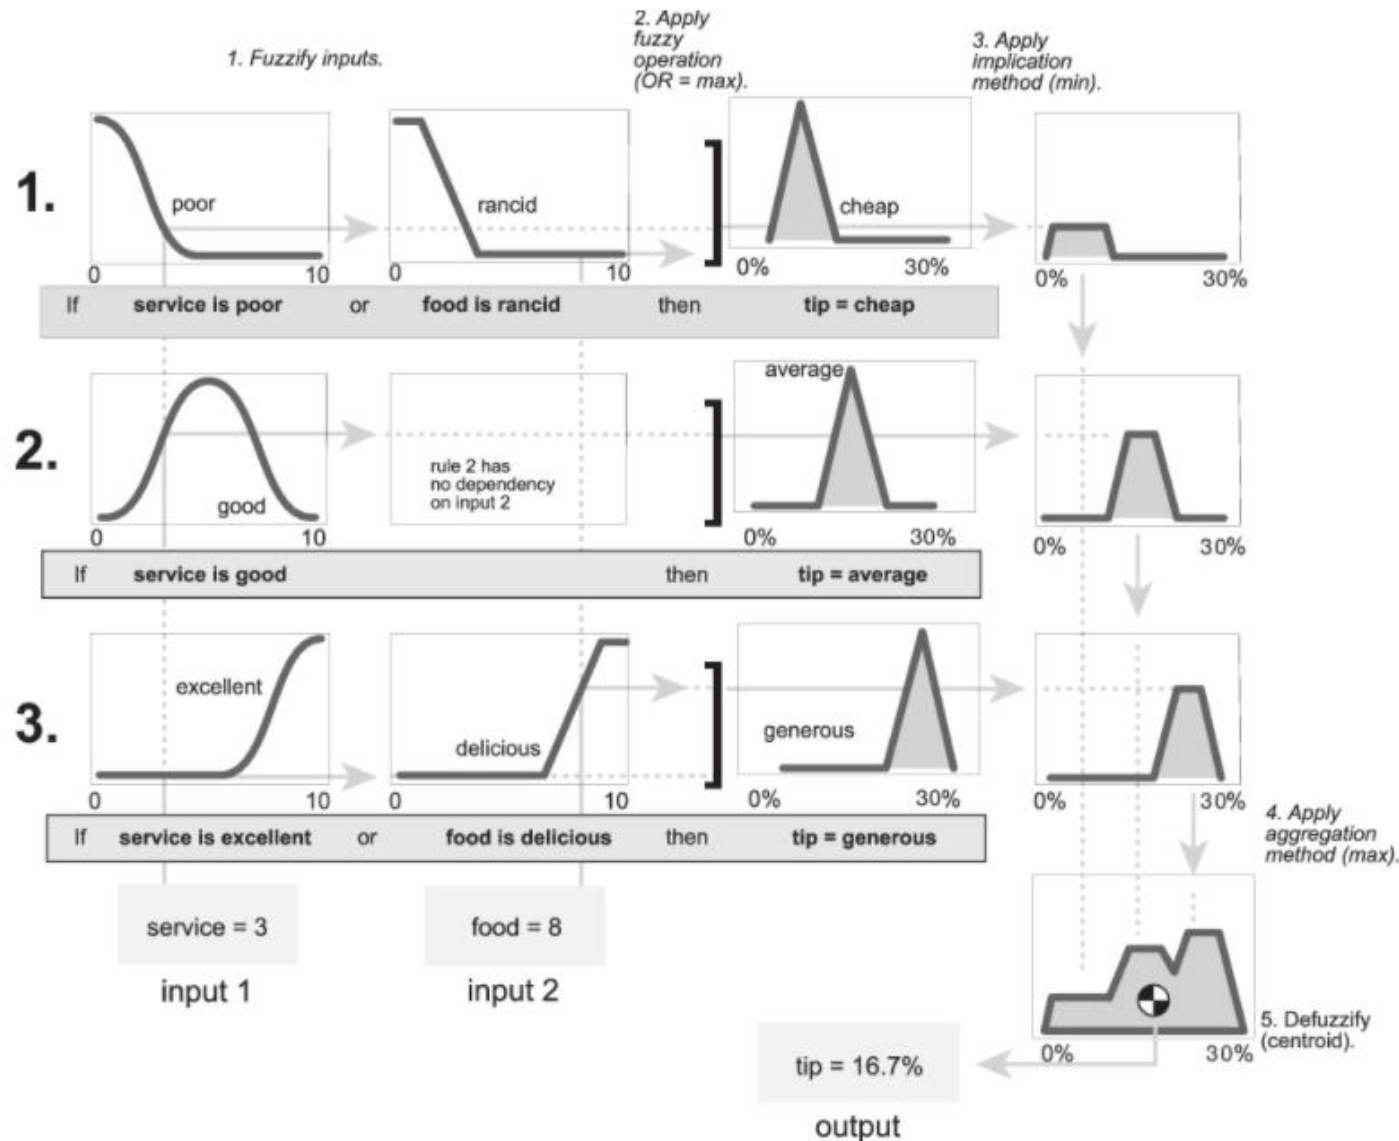 1. Fuzzify inputs.
2. Apply
fuzzy
operation
(OR = max).
3. Apply
implication
method (min).
1.
poor
0
10
rancid
0
10
cheap
0%
30%
0%
30%
If service is poor or food is rancid then tip = cheap
2.
good
0
10
rule 2 has
no dependency
on input 2
average
0%
30%
0%
30%
If service is good then tip = average
3.
excellent
0
10
delicious
0
10
generous
0%
30%
0%
30%
If service is excellent or food is delicious then tip = generous
4. Apply
aggregation
method (max).
service = 3
input 1
food = 8
input 2
0%
30%
5. Defuzzify
(centroid).
tip = 16.7%
output